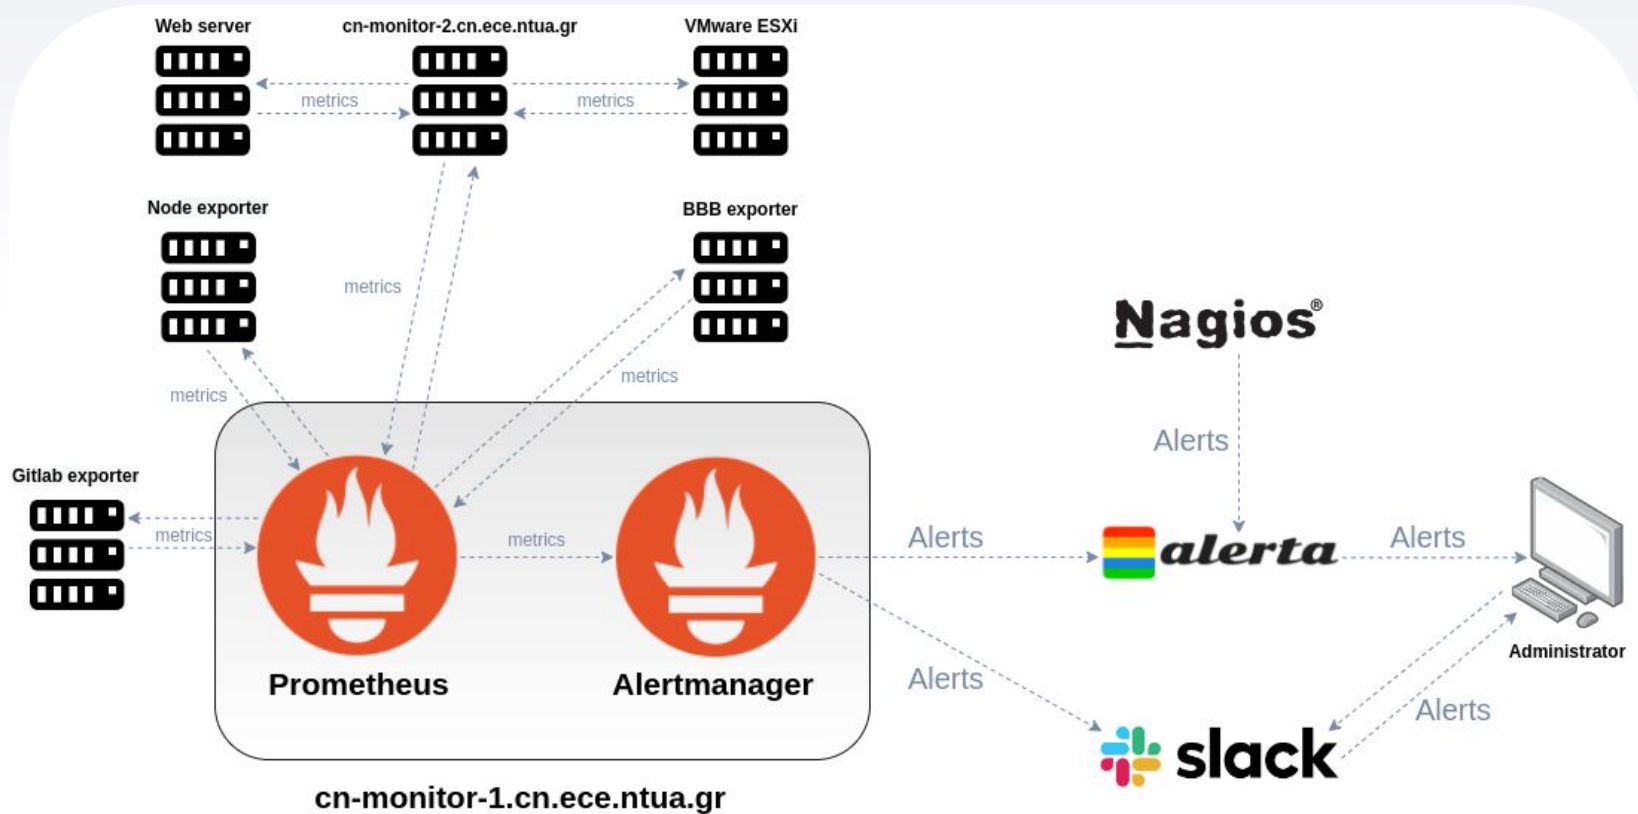 Web server
cn-monitor-2.cn.ece.ntua.gr
VMware ESXi
metrics
metrics
Node exporter
BBB exporter
metrics
Nagios®
metrics
metrics
Alerts
Gitlab exporter
metrics
metrics
Alerts
alerta
Alerts
Administrator
Prometheus
Alertmanager
Alerts
Alerts
slack
cn-monitor-1.cn.ece.ntua.gr